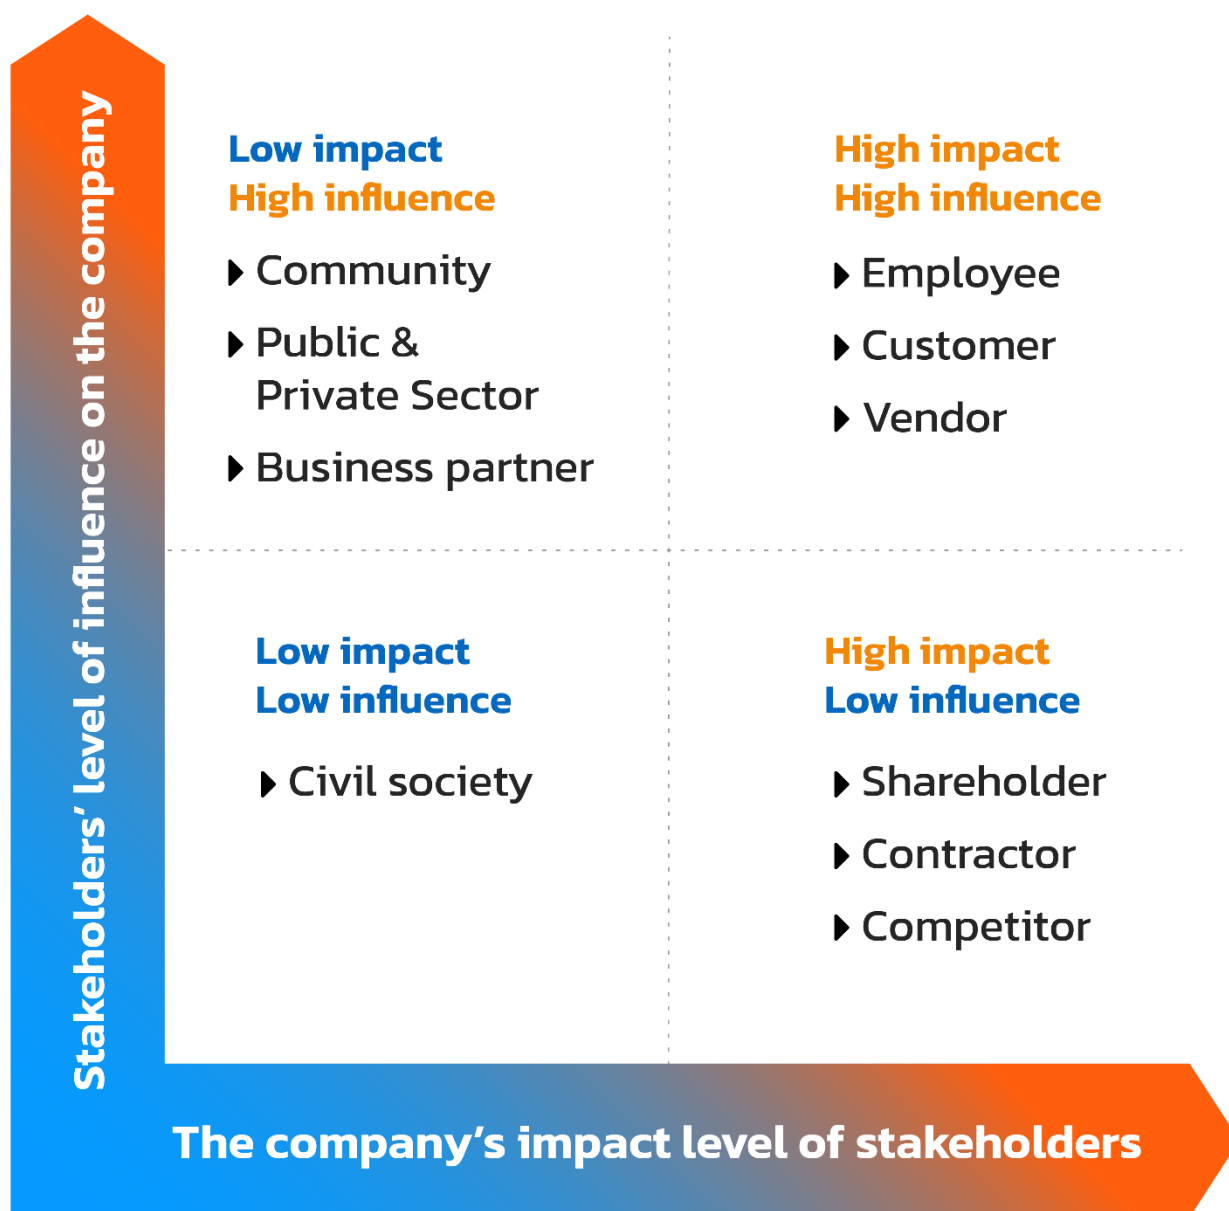 Stakeholders' level of influence on the company
Low impact
High influence
Community
Public &
Private Sector
Business partner
High impact
High influence
Employee
Customer
Vendor
Low impact
Low influence
Civil society
High impact
Low influence
Shareholder
Contractor
Competitor
The company's impact level of stakeholders